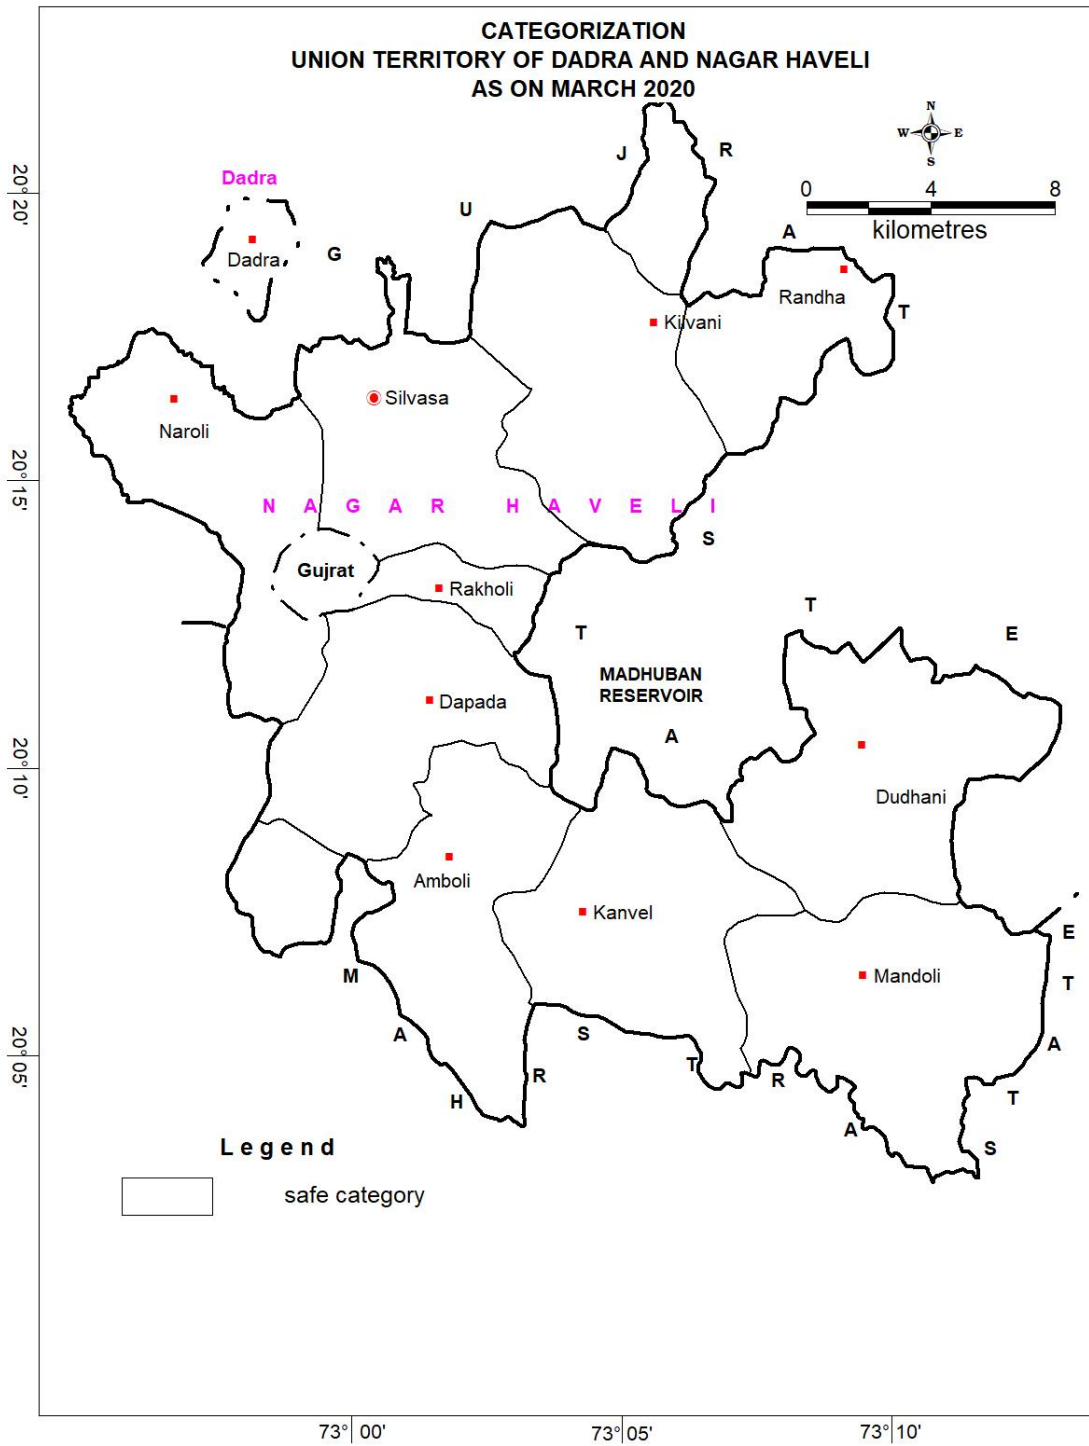 CATEGORIZATION
UNION TERRITORY OF DADRA AND NAGAR HAVELI
AS ON MARCH 2020
N
W E
S
0 4 8
kilometres
20° 20'
20° 15'
20° 10'
20° 05'
Dadra
Dadra
G U J R A T
Randha
Kilvani
Silvasa
Naroli
N A G A R H A V E L I
Gujrat
Rakholi
S T A T E
MADHUBAN
RESERVOIR
Dapada
Dudhani
Amboli
Kanvel
Mandoli
M A H R S T R A
S T A T E
Legend
safe category
73° 00' 73° 05' 73° 10'